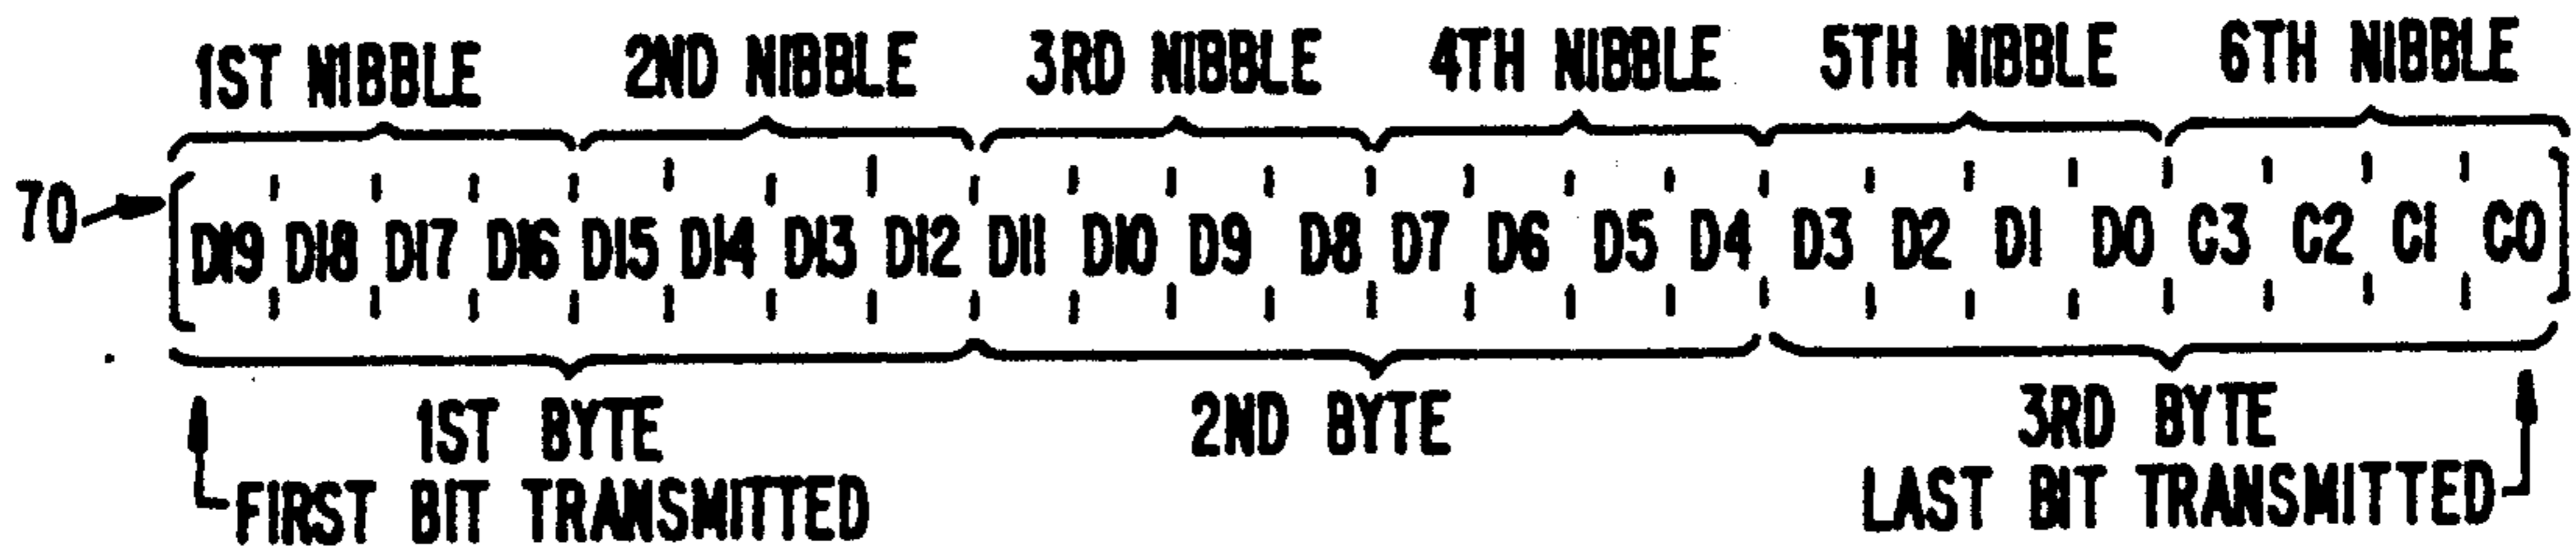 1ST NIBBLE 2ND NIBBLE 3RD NIBBLE 4TH NIBBLE 5TH NIBBLE 6TH NIBBLE
70
D19 D18 D17 D16 D15 D14 D13 D12 D11 D10 D9 D8 D7 D6 D5 D4 D3 D2 D1 D0 C3 C2 C1 C0
1ST BYTE 2ND BYTE 3RD BYTE
FIRST BIT TRANSMITTED LAST BIT TRANSMITTED